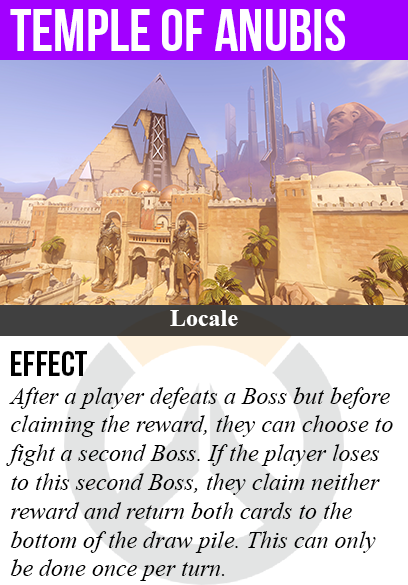 TEMPLE OF ANUBIS
Locale
EFFECT
After a player defeats a Boss but before
claiming the reward, they can choose to
fight a second Boss. If the player loses
to this second Boss, they claim neither
reward and return both cards to the
bottom of the draw pile. This can only
be done once per turn.